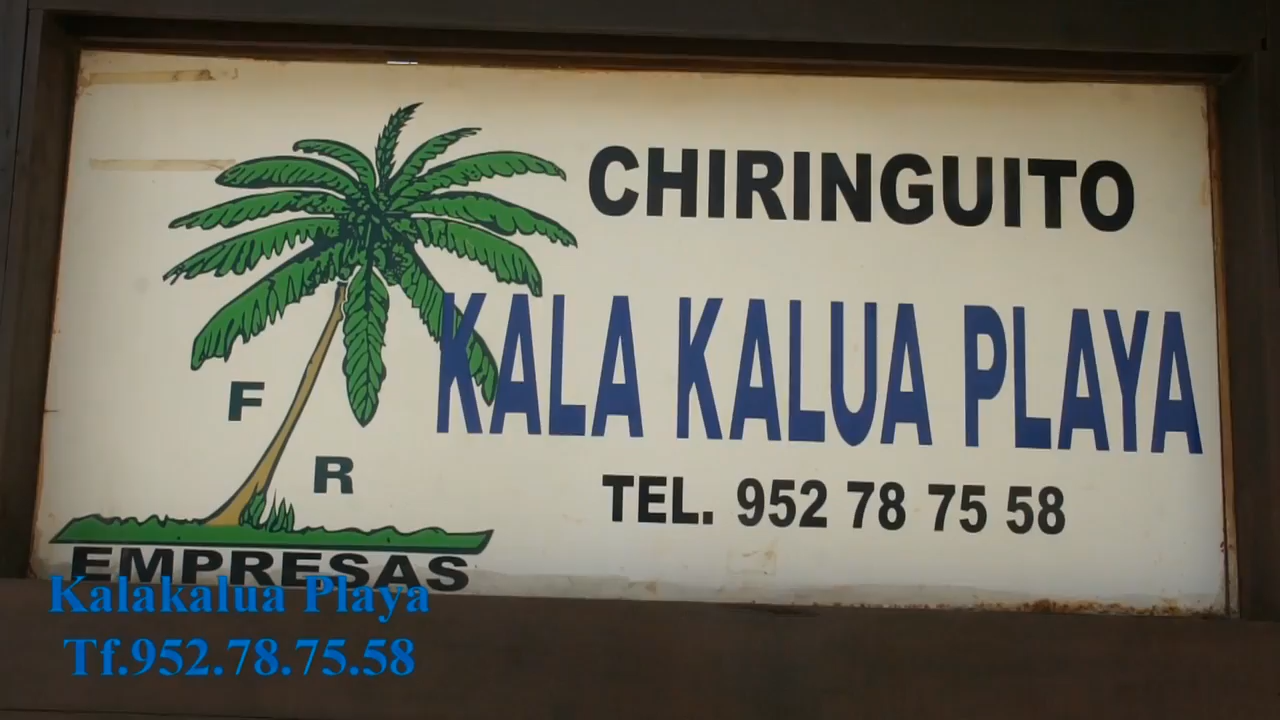 CHIRINGUITO
KALA KALUA PLAYA
TEL. 952 78 75 58
F
R
EMPRESAS
Kalakalua Playa
Tf.952.78.75.58